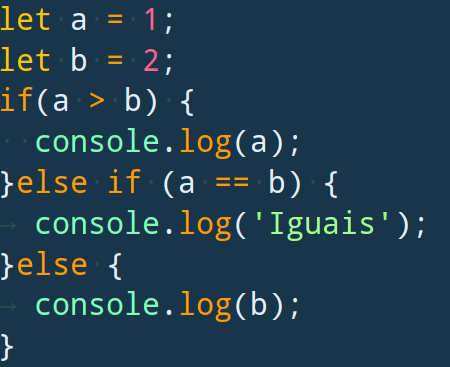 let a = 1;
let b = 2;
if(a > b) {
  console.log(a);
}else if (a == b) {
  console.log('Iguais');
}else {
  console.log(b);
}